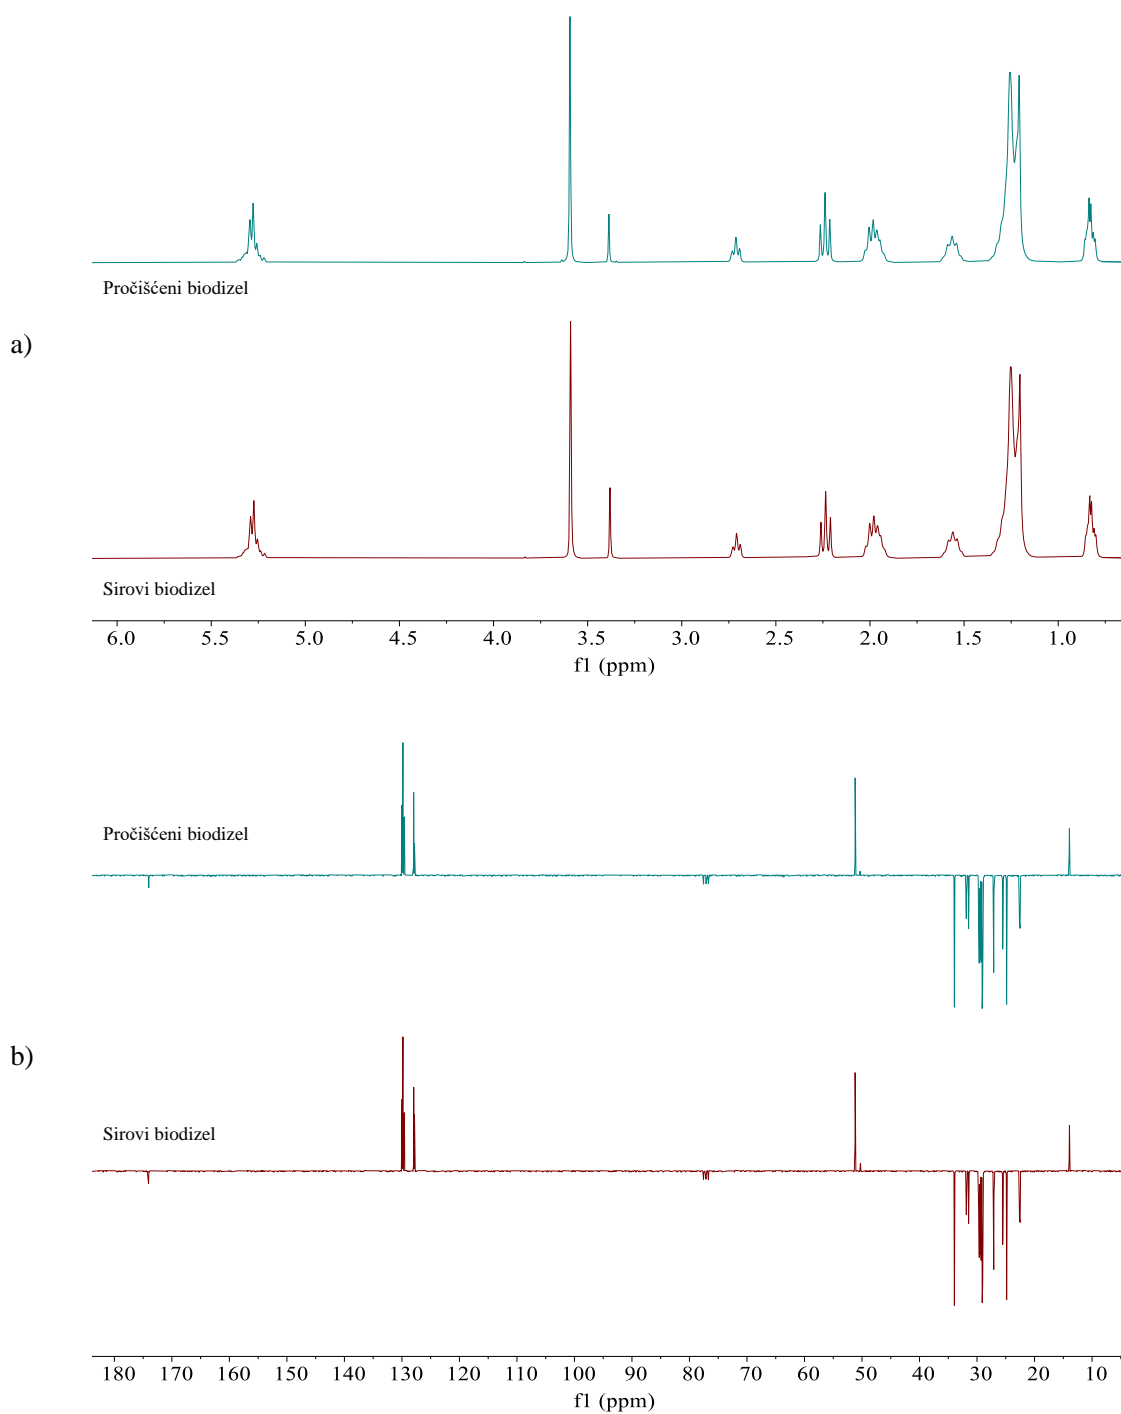 Pročišćeni biodizel
a)
Sirovi biodizel
6.0 5.5 5.0 4.5 4.0 3.5 3.0 2.5 2.0 1.5 1.0
f1 (ppm)
Pročišćeni biodizel
b)
Sirovi biodizel
180 170 160 150 140 130 120 110 100 90 80 70 60 50 40 30 20 10
f1 (ppm)